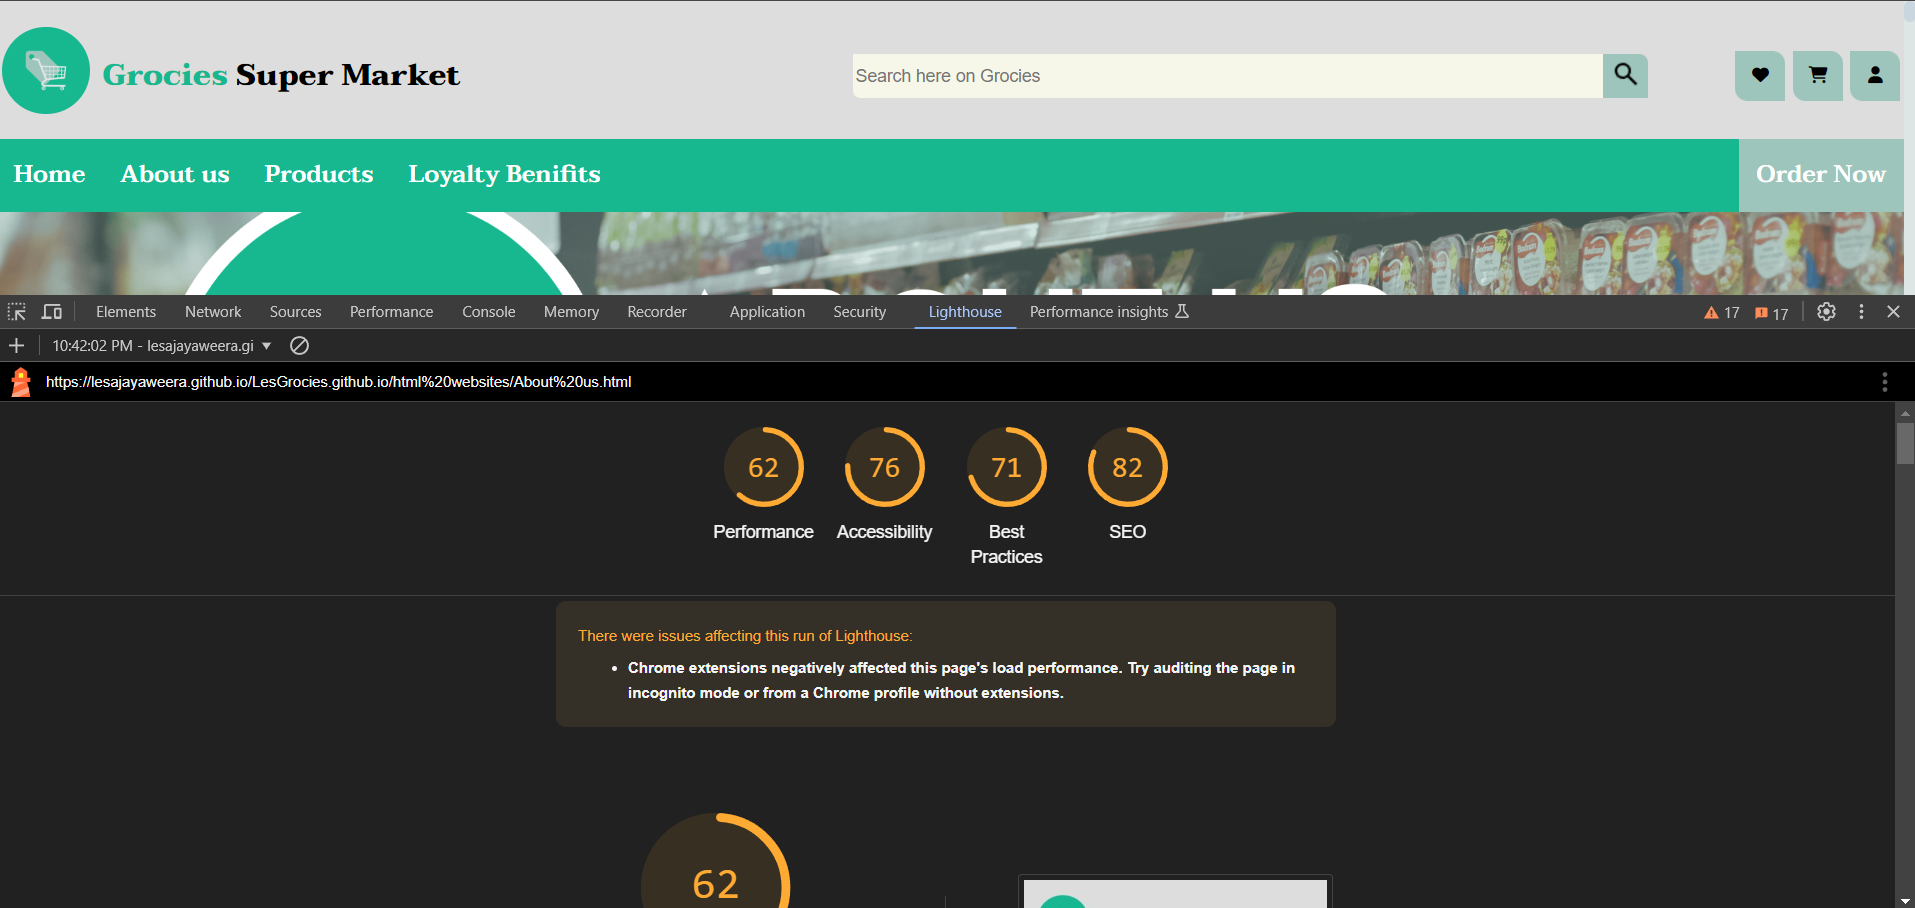 Grocies Super Market
Search here on Grocies
Home About us Products Loyalty Benifits Order Now
ABOUT US
Elements Network Sources Performance Console Memory Recorder Application Security Lighthouse Performance insights 17 17
10:42:02 PM - lesajayaweera.gi
https://lesajayaweera.github.io/LesGrocies.github.io/html%20websites/About%20us.html
62 76 71 82
Performance Accessibility Best Practices SEO
There were issues affecting this run of Lighthouse:
Chrome extensions negatively affected this page's load performance. Try auditing the page in
incognito mode or from a Chrome profile without extensions.
62